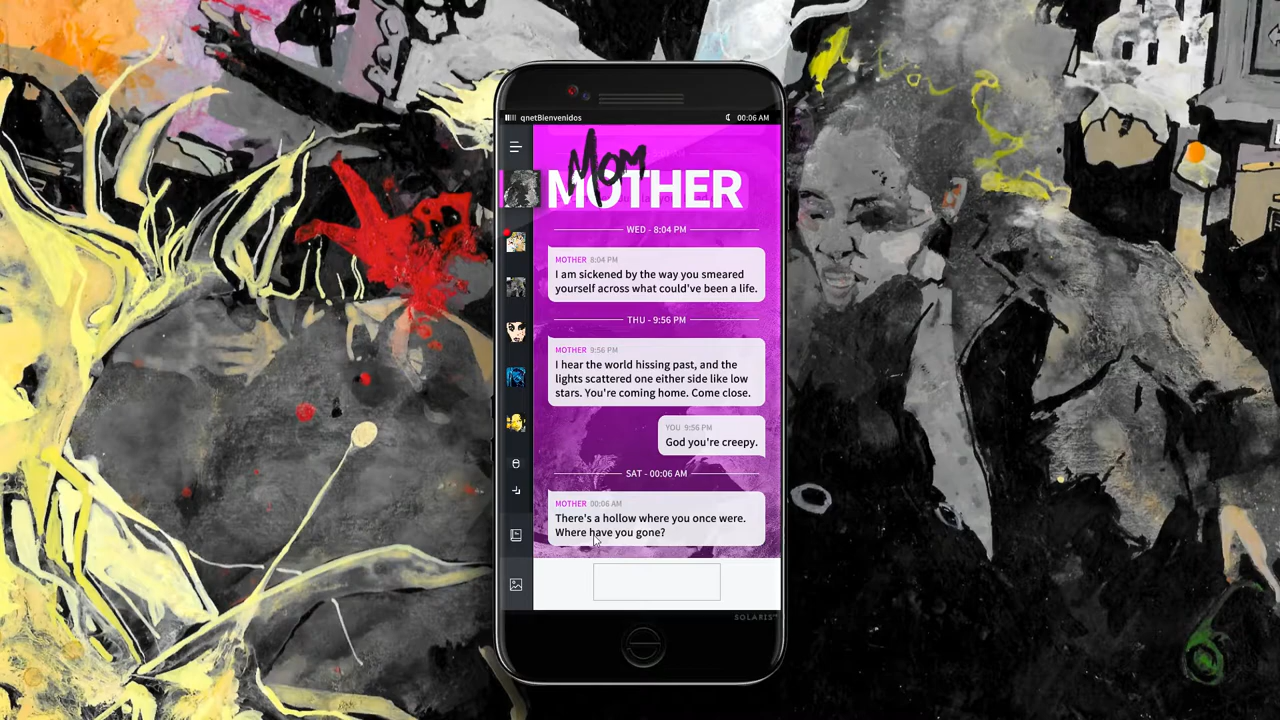 qnetBienvenidos
00:06 AM
Mom
MOTHER
WED - 8:04 PM
MOTHER 8:04 PM
I am sickened by the way you smeared
yourself across what could've been a life.
THU - 9:56 PM
MOTHER 9:56 PM
I hear the world hissing past, and the
lights scattered one either side like low
stars. You're coming home. Come close.
YOU 9:56 PM
God you're creepy.
SAT - 00:06 AM
MOTHER 00:06 AM
There's a hollow where you once were.
Where have you gone?
SOLARIS™